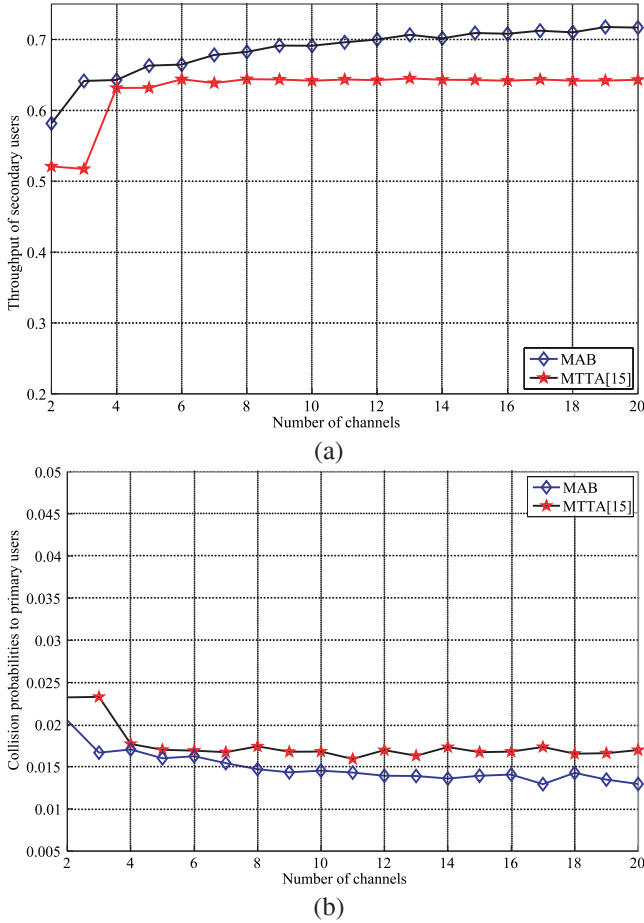 0.7
0.6
0.5
0.4
0.3
0.2
Throughput of secondary users
MAB
MTTA[15]
2 4 6 8 10 12 14 16 18 20
Number of channels
(a)
0.05
0.045
0.04
0.035
0.03
0.025
0.02
0.015
0.01
0.005
Collision probabilities to primary users
MAB
MTTA[15]
2 4 6 8 10 12 14 16 18 20
Number of channels
(b)